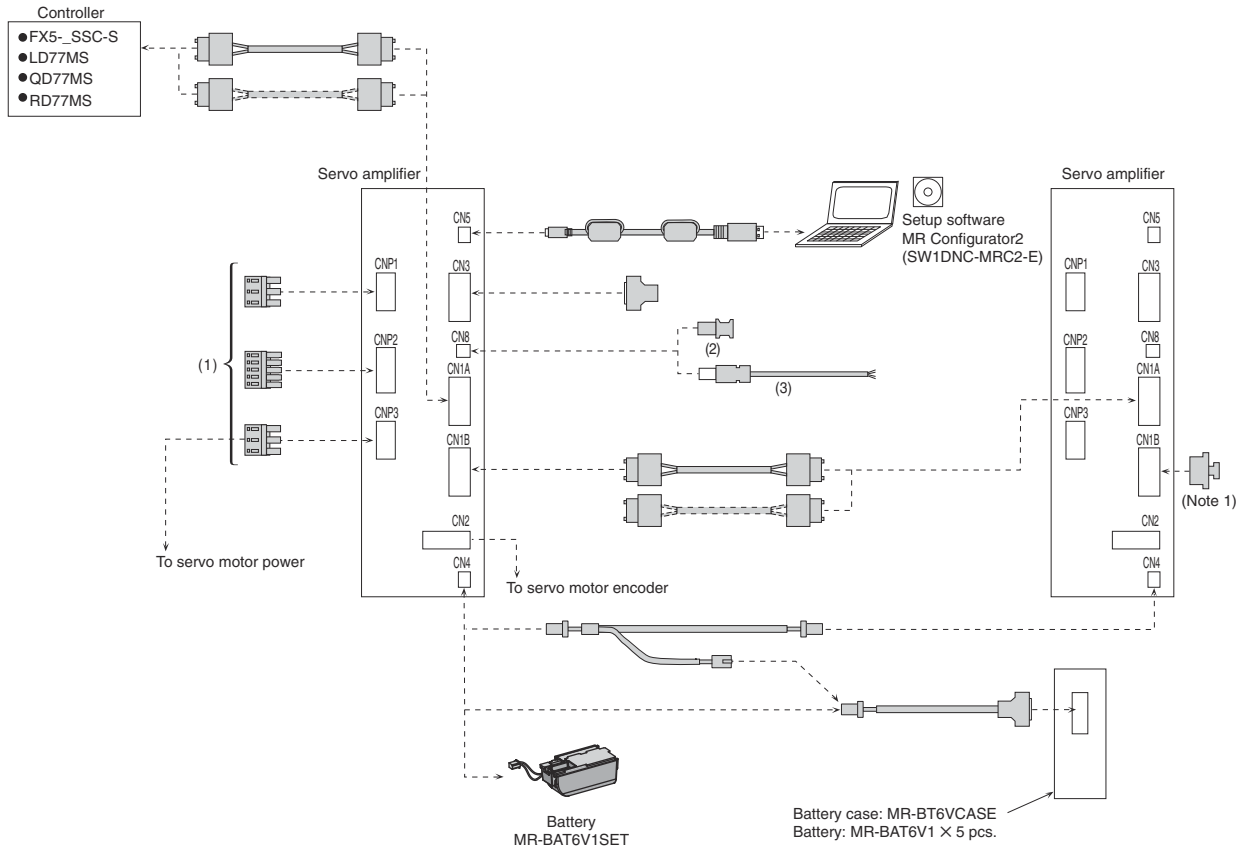 Controller
●FX5-_SSC-S
●LD77MS
●QD77MS
●RD77MS
Servo amplifier
Servo amplifier
CN5
CNP1
CN3
CN8
CNP2
CN1A
CNP3
CN1B
CN2
CN4
(1)
(2)
(3)
Setup software
MR Configurator2
(SW1DNC-MRC2-E)
CN5
CNP1
CN3
CN8
CNP2
CN1A
CNP3
CN1B
CN2
CN4
(Note 1)
To servo motor power
To servo motor encoder
Battery
MR-BAT6V1SET
Battery case: MR-BT6VCASE
Battery: MR-BAT6V1 × 5 pcs.